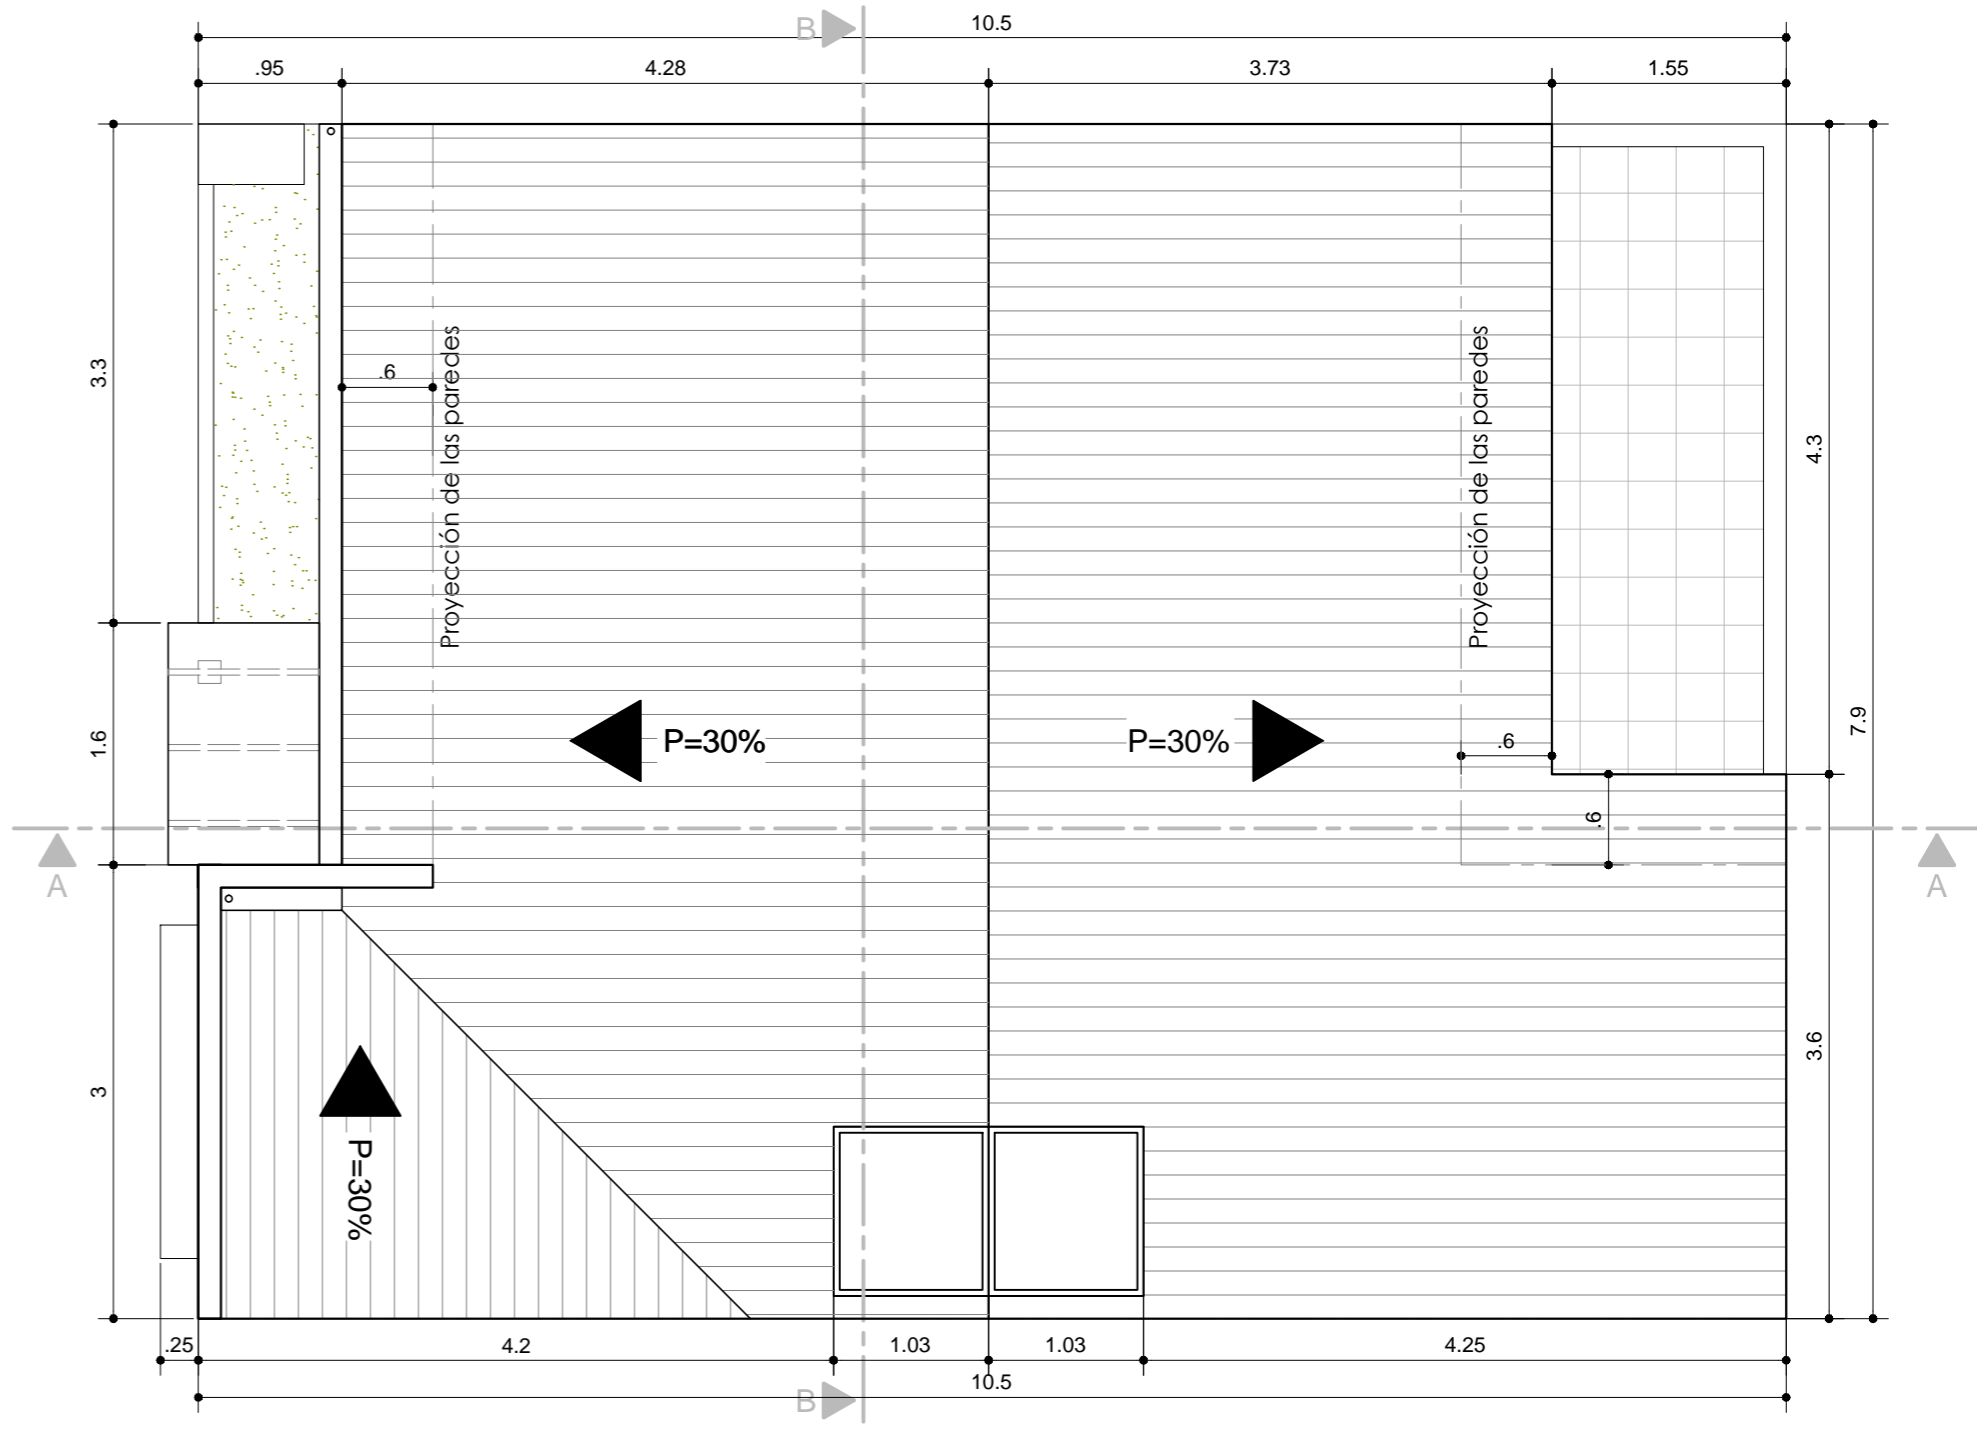 B
10.5
.95
4.28
3.73
1.55
3.3
.6
Proyección de las paredes
Proyección de las paredes
4.3
7.9
1.6
P=30%
P=30%
.6
.6
A
A
3
P=30%
3.6
.25
4.2
1.03
1.03
4.25
10.5
B